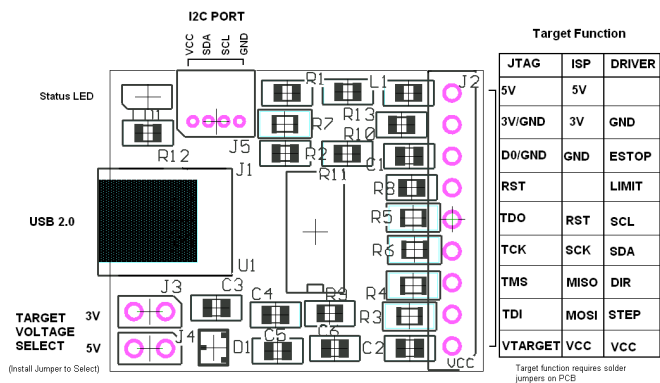 I2C PORT
VCC SDA SCL GND
Target Function
JTAG ISP DRIVER
5V 5V
3V/GND 3V GND
D0/GND GND ESTOP
RST LIMIT
TDO RST SCL
TCK SCK SDA
TMS MISO DIR
TDI MOSI STEP
VTARGET VCC VCC
Target function requires solder
jumpers on PCB
Status LED
R1 L1 J2
D1 R13
R7 R10
R12 J5 R2 C1
J1 R11
R8
USB 2.0
R5
R6
U1
J3 C3 C4 R9 R4
TARGET
VOLTAGE
SELECT
3V
R3
J4 D1 C5 C6 C2
5V
VCC
(Install Jumper to Select)